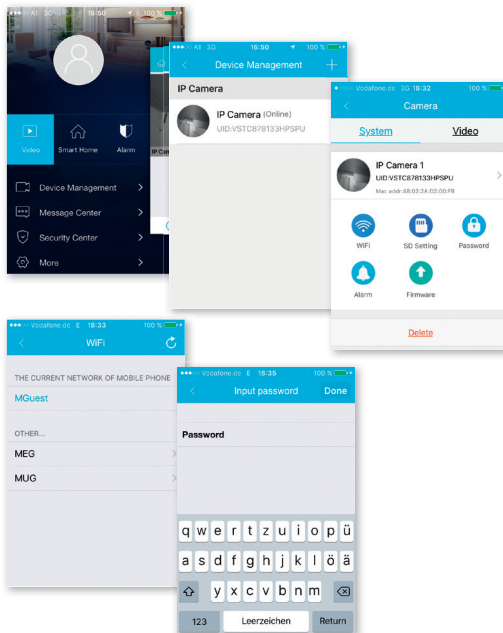 A1 3G 16:50 100 %
Video Smart Home Alarm
IP Cam
Device Management
Message Center
Security Center
More
A1 3G 16:50 100 %
Device Management
IP Camera
IP Camera (Online)
UID:VSTC878133HPSPU
Vodafone.de 3G 18:32 100 %
Camera
System Video
IP Camera 1
UID:VSTC878133HPSPU
Mac addr:48:02:2A:D2:00:FB
WiFi SD Setting Password
Alarm Firmware
Delete
Vodafone.de E 18:33 100 %
WiFi
THE CURRENT NETWORK OF MOBILE PHONE
MGuest
OTHER...
MEG
MUG
Vodafone.de E 18:35 100 %
Input password Done
Password
q w e r t z u i o p ü
a s d f g h j k l ö ä
y x c v b n m
123 Leerzeichen Return